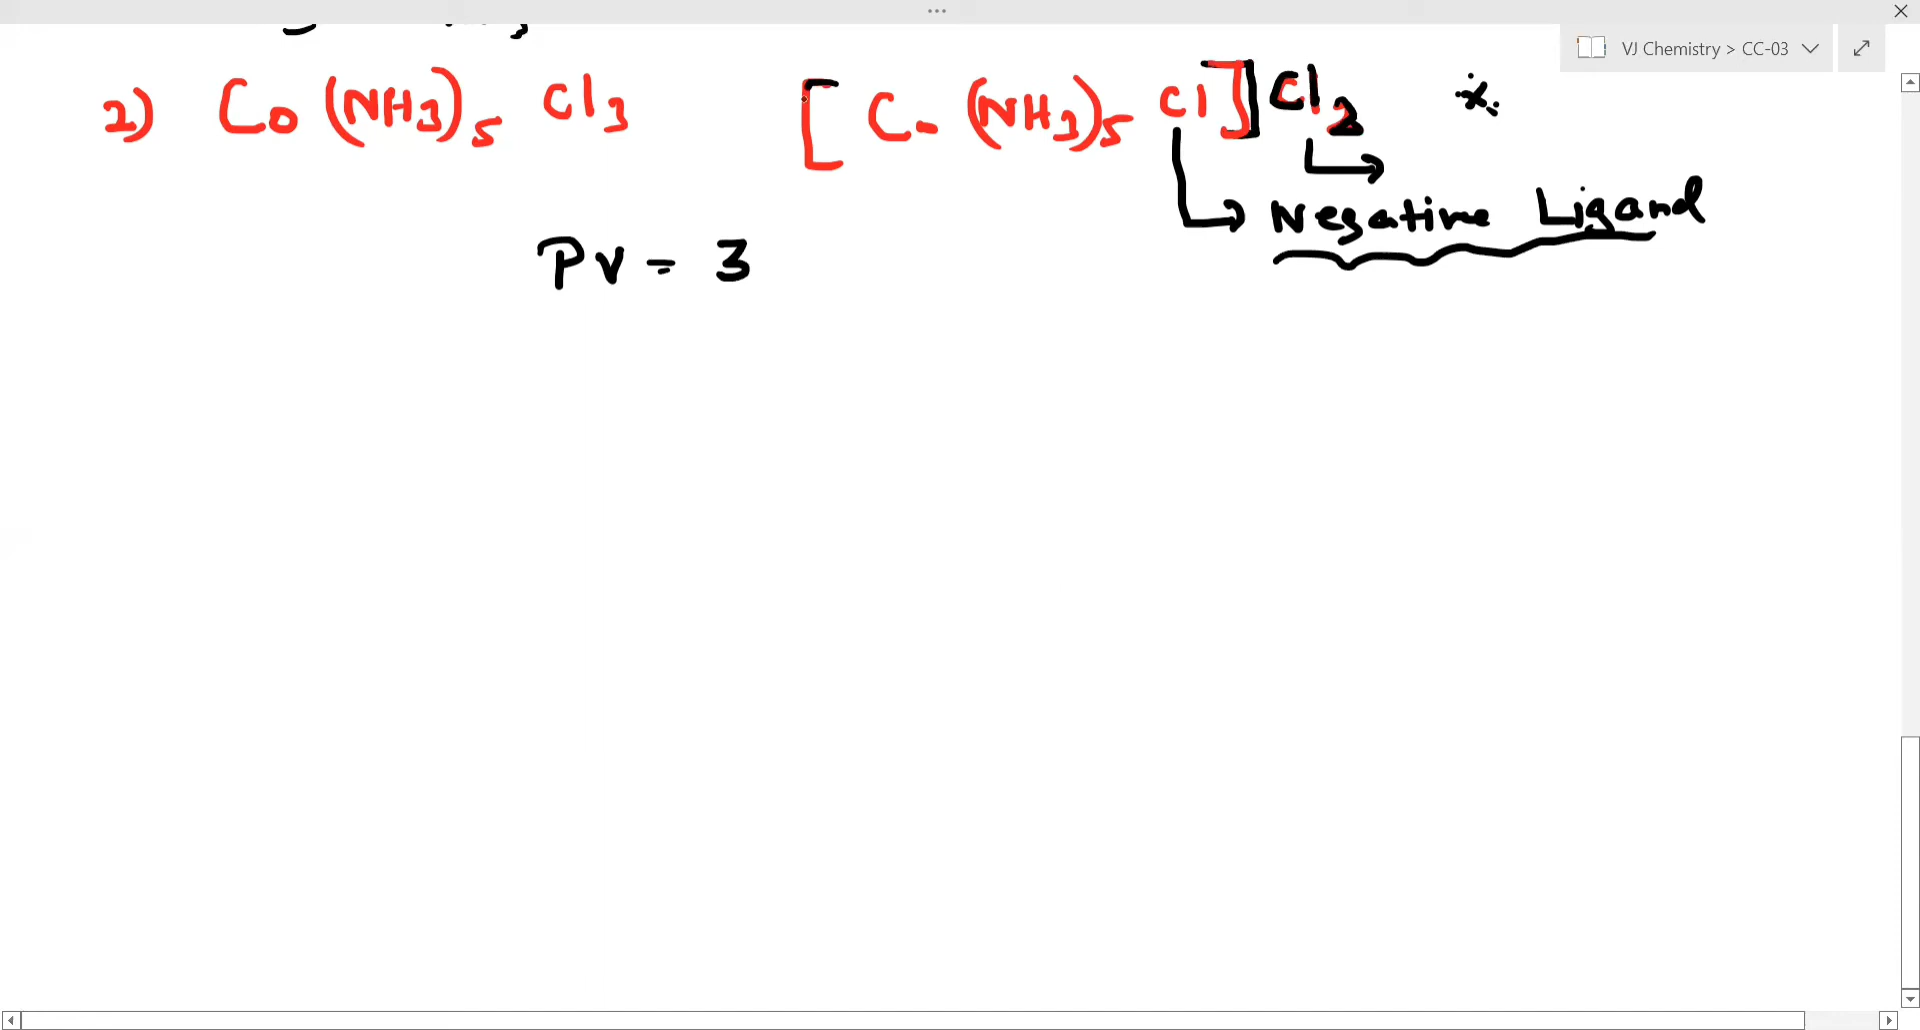 VJ Chemistry > CC-03
2) Co (NH3)5 Cl3 [ Co (NH3)5 Cl ] Cl2
Negative Ligand
PV = 3